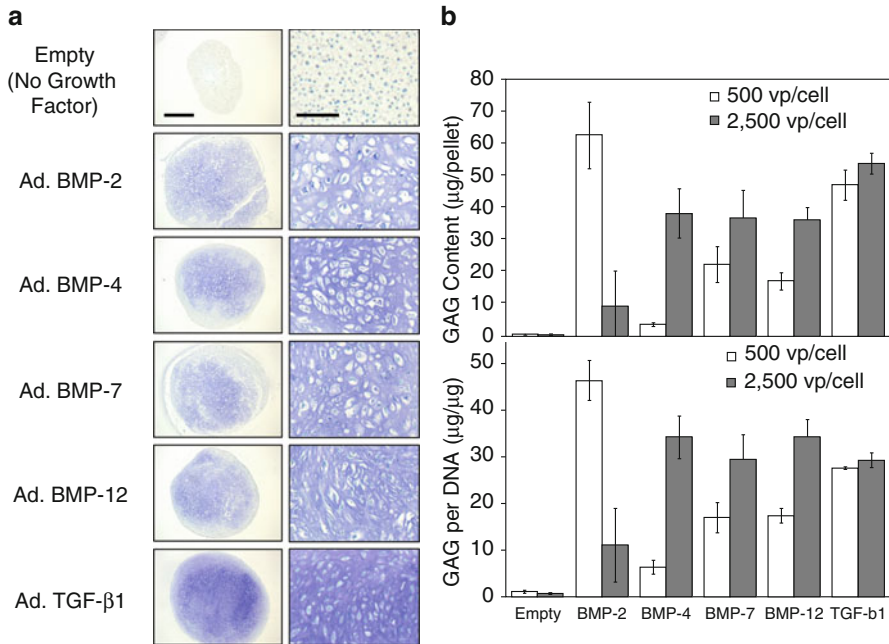 a
Empty
(No Growth
Factor)
Ad. BMP-2
Ad. BMP-4
Ad. BMP-7
Ad. BMP-12
Ad. TGF-β1
b
80
70
60
50
40
30
20
10
0
GAG Content (µg/pellet)
500 vp/cell
2,500 vp/cell
50
40
30
20
10
0
GAG per DNA (µg/µg)
500 vp/cell
2,500 vp/cell
Empty BMP-2 BMP-4 BMP-7 BMP-12 TGF-b1